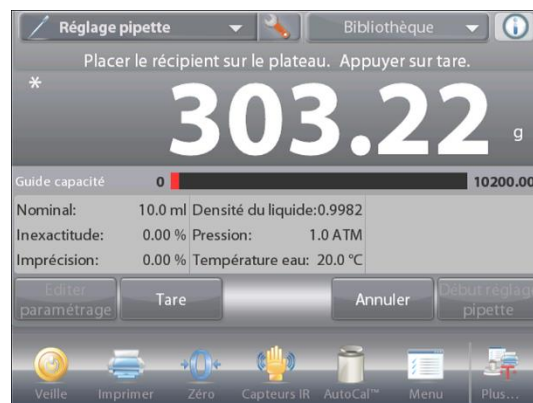 Réglage pipette Bibliothèque
Placer le récipient sur le plateau. Appuyer sur tare.
*
303.22 g
Guide capacité 0 10200.00
Nominal: 10.0 ml Densité du liquide:0.9982
Inexactitude: 0.00 % Pression: 1.0 ATM
Imprécision: 0.00 % Température eau: 20.0 °C
Editer paramétrage Tare Annuler Début réglage pipette
Veille Imprimer Zéro Capteurs IR AutoCal™ Menu Plus...